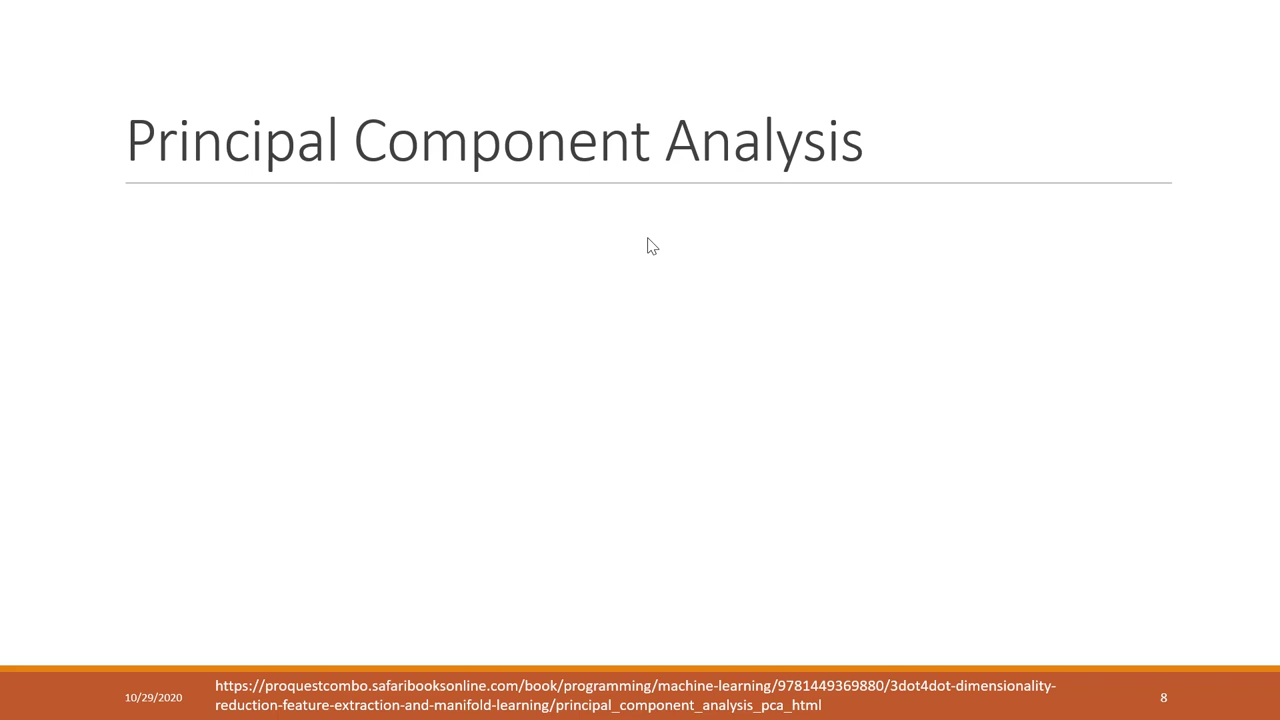 Principal Component Analysis
10/29/2020
https://proquestcombo.safaribooksonline.com/book/programming/machine-learning/9781449369880/3dot4dot-dimensionality-
reduction-feature-extraction-and-manifold-learning/principal_component_analysis_pca_html
8